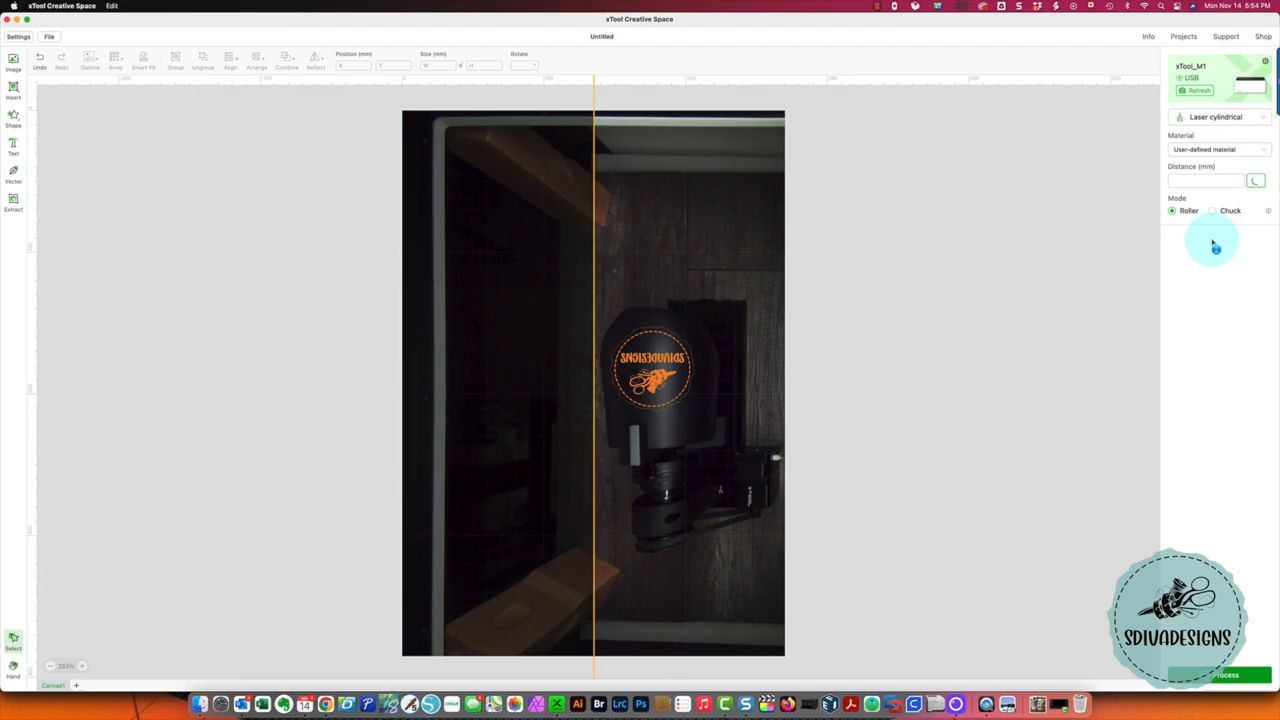 xTool Creative Space Edit
Mon Nov 14 5:54 PM
xTool Creative Space
Settings File
Untitled
Info Projects Support Shop
Undo Redo Outline Array Smart fill Group Ungroup Align Arrange Combine Reflect
Position (mm) Size (mm) Rotate
X Y W H
Image
Insert
Shape
Text
Vector
Extract
Select
Hand
xTool_M1
USB
Refresh
Laser cylindrical
Material
User-defined material
Distance (mm)
Mode
Roller Chuck
SDIVADESIGNS
XTOOL
283%
Canvas1 +
SDIVADESIGNS
Process